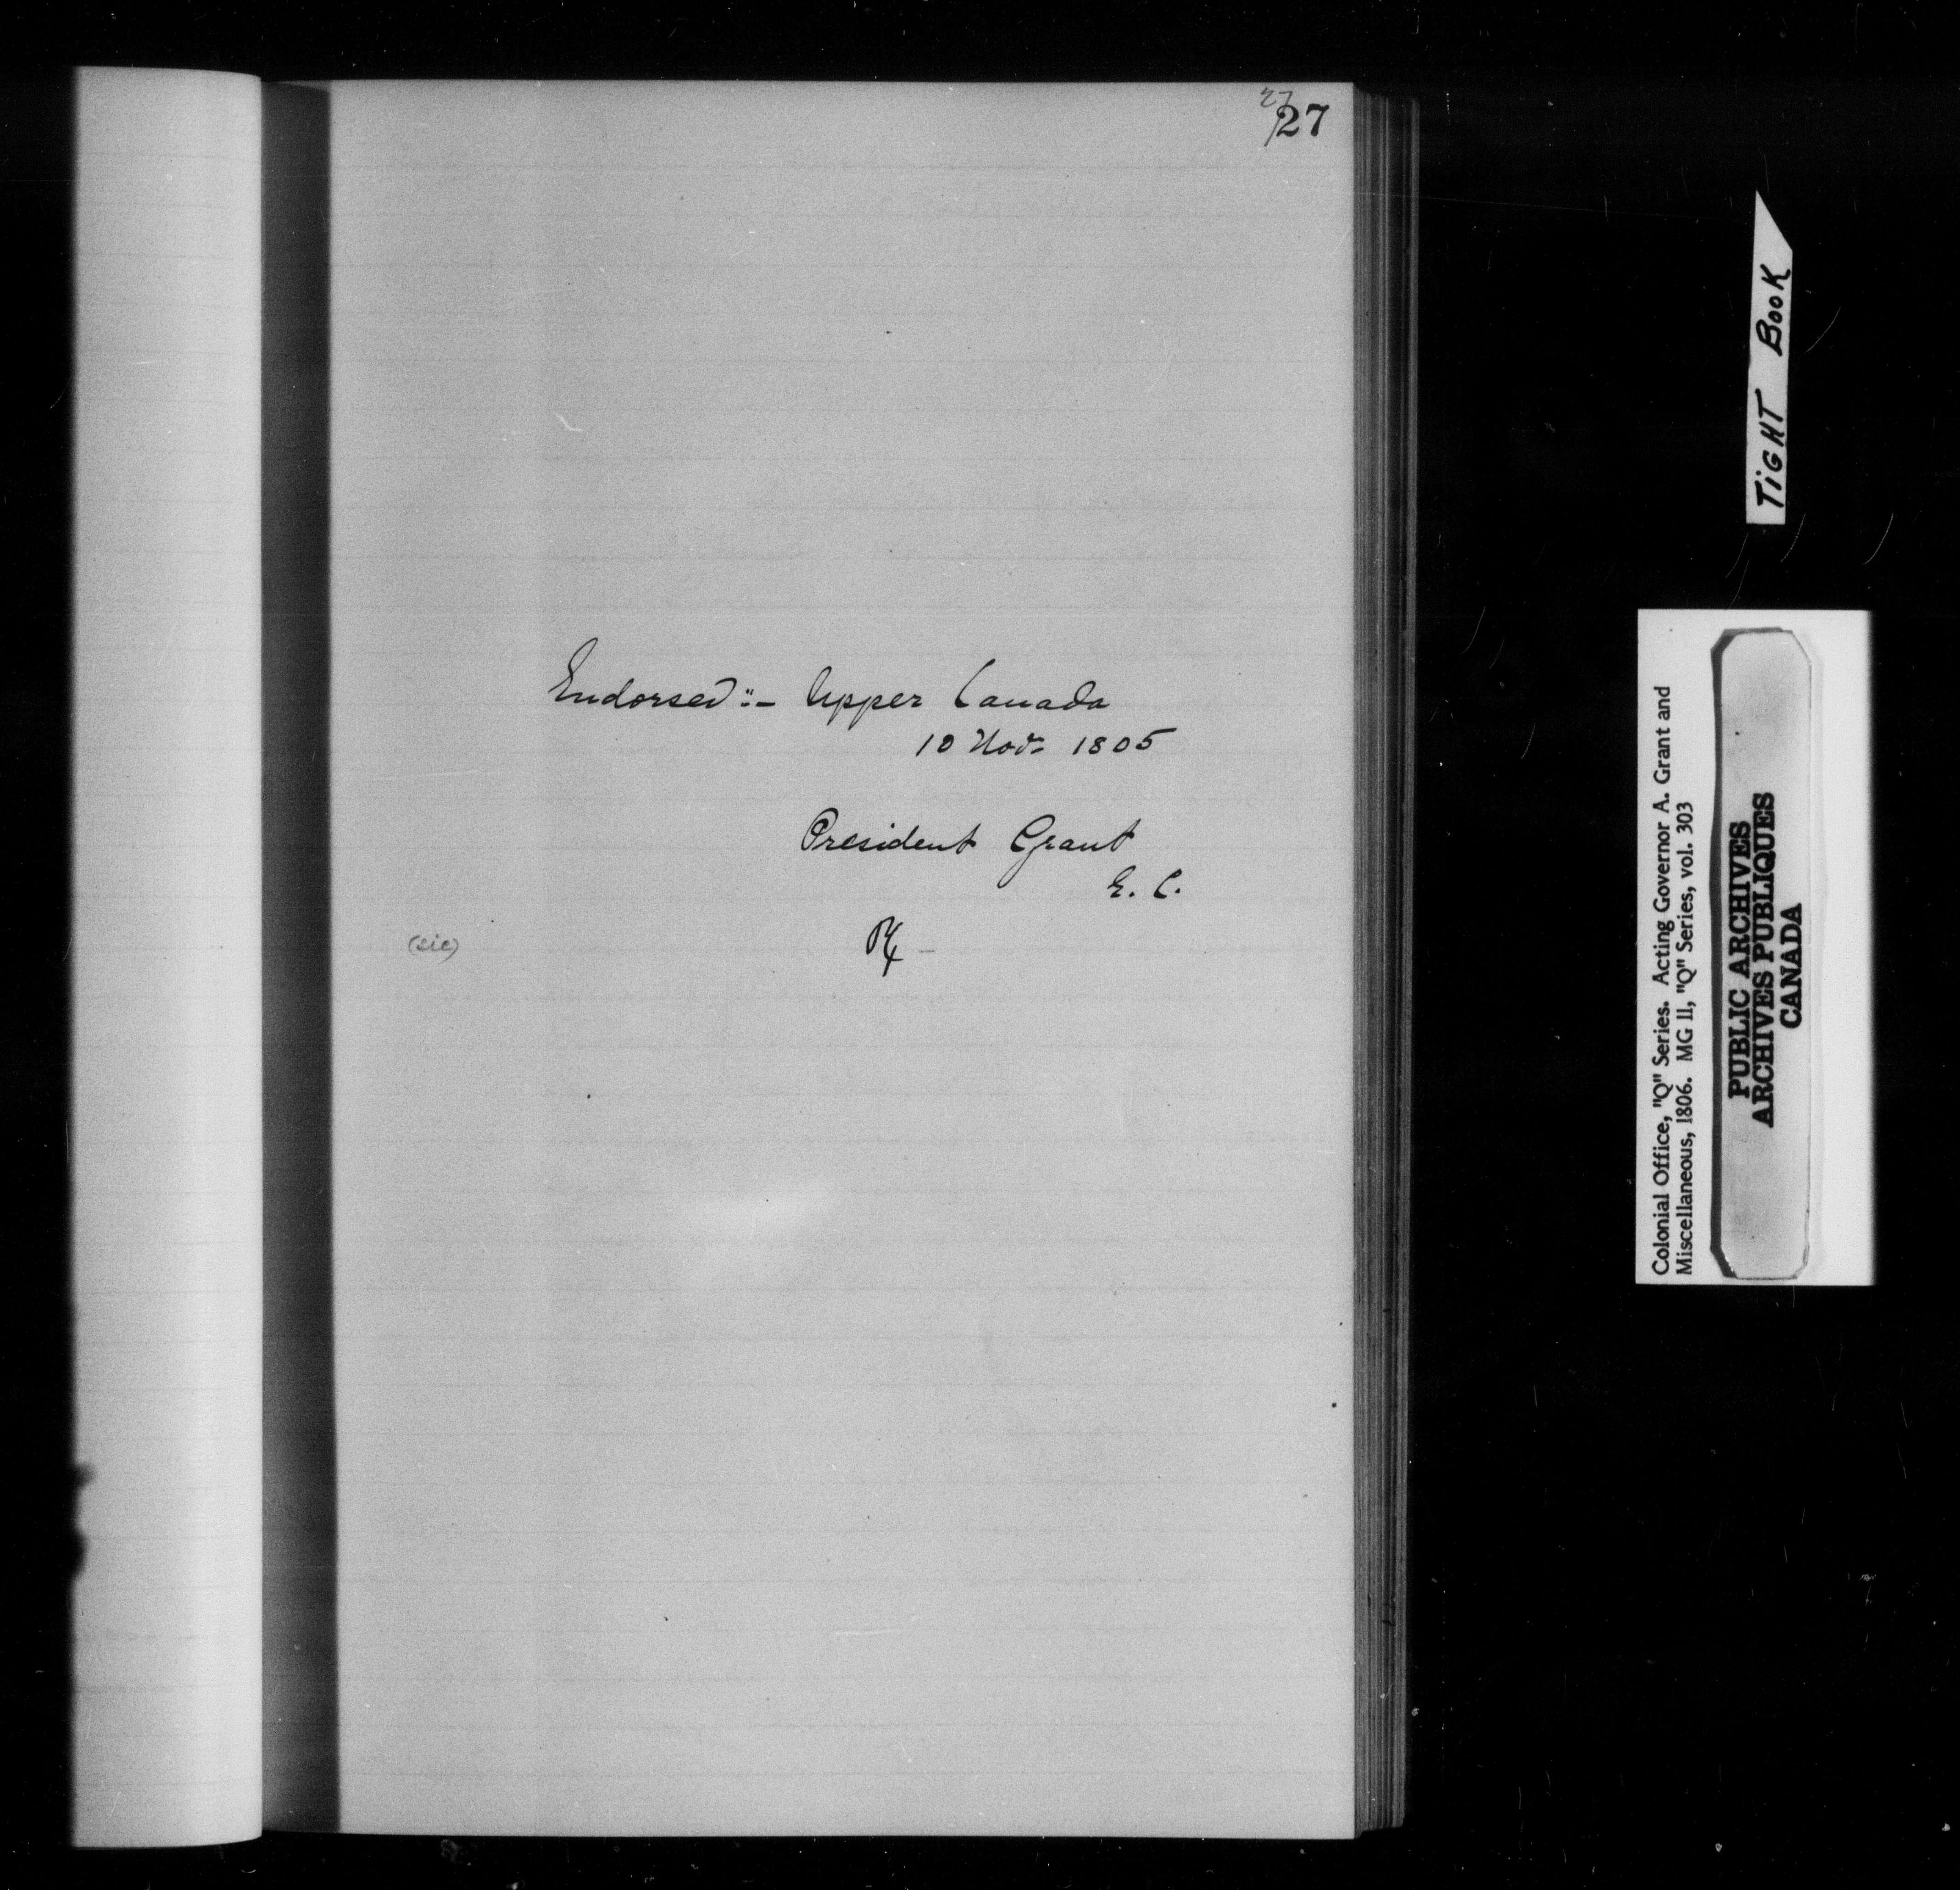 27
27
Endorsed:- Upper Canada
10 Nov. 1805
President Grant
E. C.
(sic)
TiGHT BooK
Colonial Office, "Q" Series. Acting Governor A. Grant and
Miscellaneous, 1806. MG 11, "Q" Series, vol. 303
PUBLIC ARCHIVES
ARCHIVES PUBLIQUES
CANADA